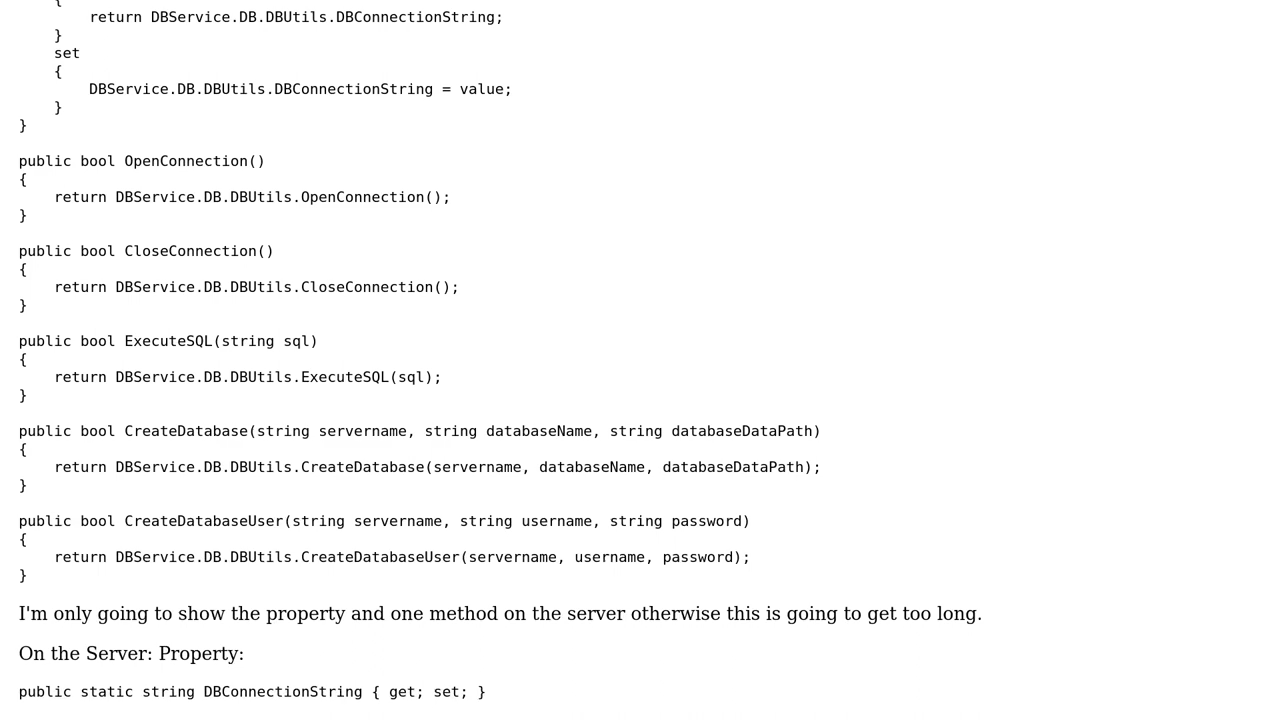 {
        return DBService.DB.DBUtils.DBConnectionString;
    }
    set
    {
        DBService.DB.DBUtils.DBConnectionString = value;
    }
}

public bool OpenConnection()
{
    return DBService.DB.DBUtils.OpenConnection();
}

public bool CloseConnection()
{
    return DBService.DB.DBUtils.CloseConnection();
}

public bool ExecuteSQL(string sql)
{
    return DBService.DB.DBUtils.ExecuteSQL(sql);
}

public bool CreateDatabase(string servername, string databaseName, string databaseDataPath)
{
    return DBService.DB.DBUtils.CreateDatabase(servername, databaseName, databaseDataPath);
}

public bool CreateDatabaseUser(string servername, string username, string password)
{
    return DBService.DB.DBUtils.CreateDatabaseUser(servername, username, password);
}

I'm only going to show the property and one method on the server otherwise this is going to get too long.

On the Server: Property:

public static string DBConnectionString { get; set; }